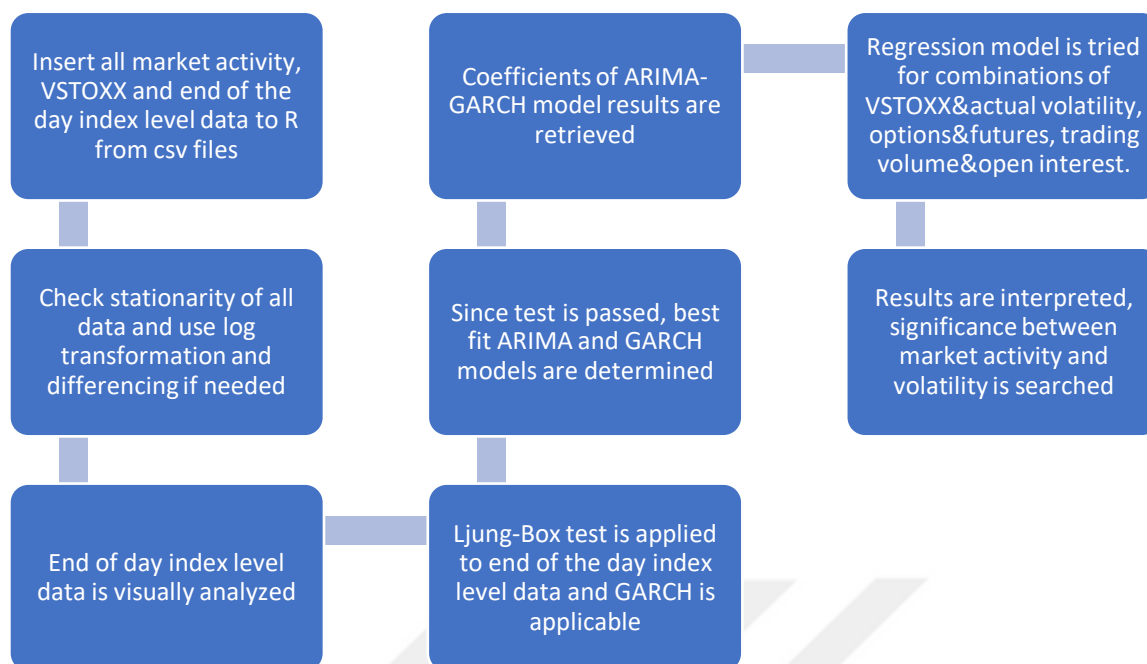 Insert all market activity,
VSTOXX and end of the
day index level data to R
from csv files
Check stationarity of all
data and use log
transformation and
differencing if needed
End of day index level
data is visually analyzed
Ljung-Box test is applied
to end of the day index
level data and GARCH is
applicable
Since test is passed, best
fit ARIMA and GARCH
models are determined
Coefficients of ARIMA-
GARCH model results are
retrieved
Regression model is tried
for combinations of
VSTOXX&actual volatility,
options&futures, trading
volume&open interest.
Results are interpreted,
significance between
market activity and
volatility is searched